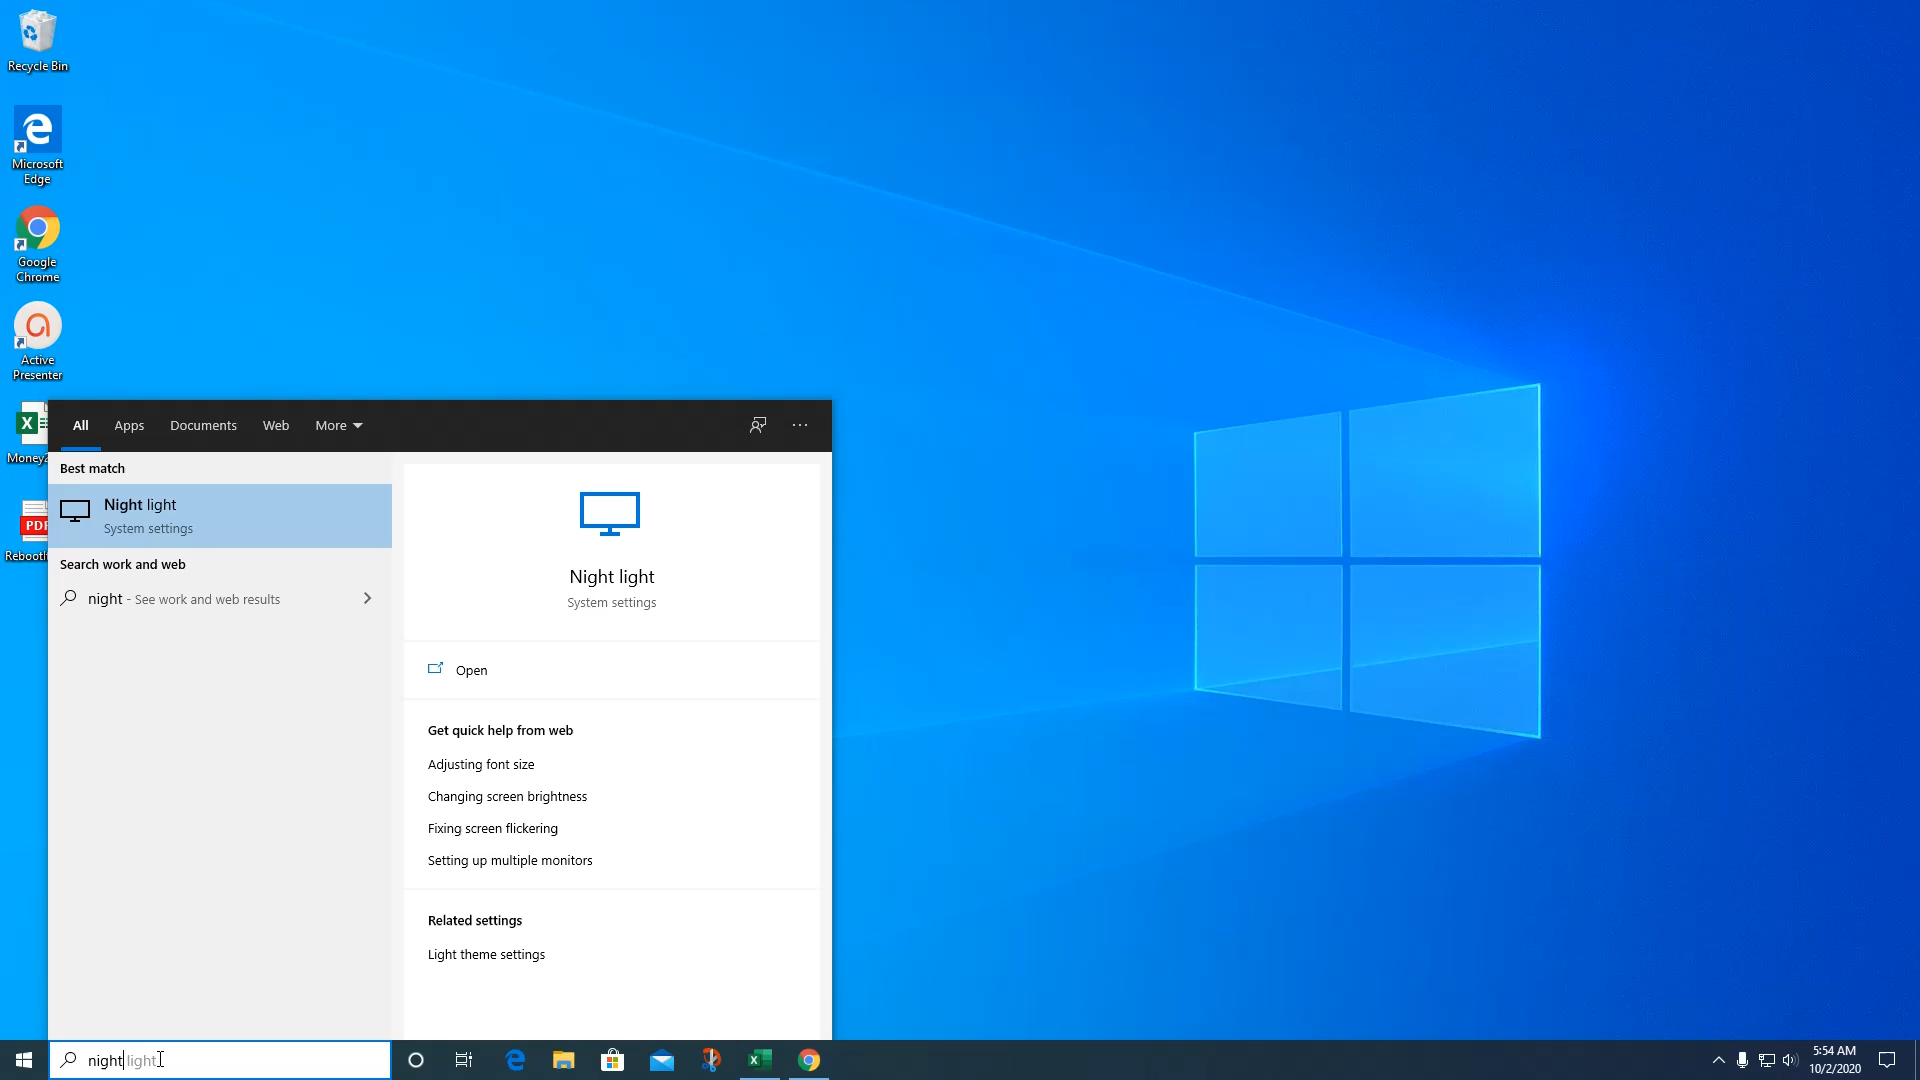 Recycle Bin
Microsoft
Edge
Google
Chrome
Active
Presenter
All
Apps
Documents
Web
More
Best match
Night light
System settings
Search work and web
night - See work and web results
Night light
System settings
Open
Get quick help from web
Adjusting font size
Changing screen brightness
Fixing screen flickering
Setting up multiple monitors
Related settings
Light theme settings
PDF
night light
5:54 AM
10/2/2020